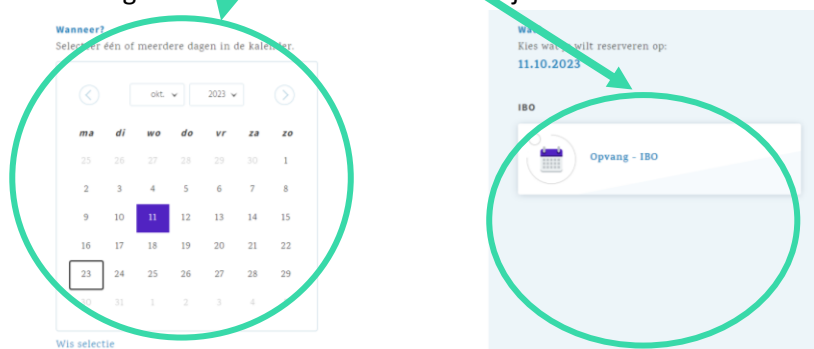 Wanneer?
Selecteer één of meerdere dagen in de kalender.
okt. 2023
ma di wo do vr za zo
25 26 27 28 29 30 1
2 3 4 5 6 7 8
9 10 11 12 13 14 15
16 17 18 19 20 21 22
23 24 25 26 27 28 29
30 31 1 2 3 4
Wis selectie
Kies wat je wilt reserveren op:
11.10.2023
IBO
Opvang - IBO